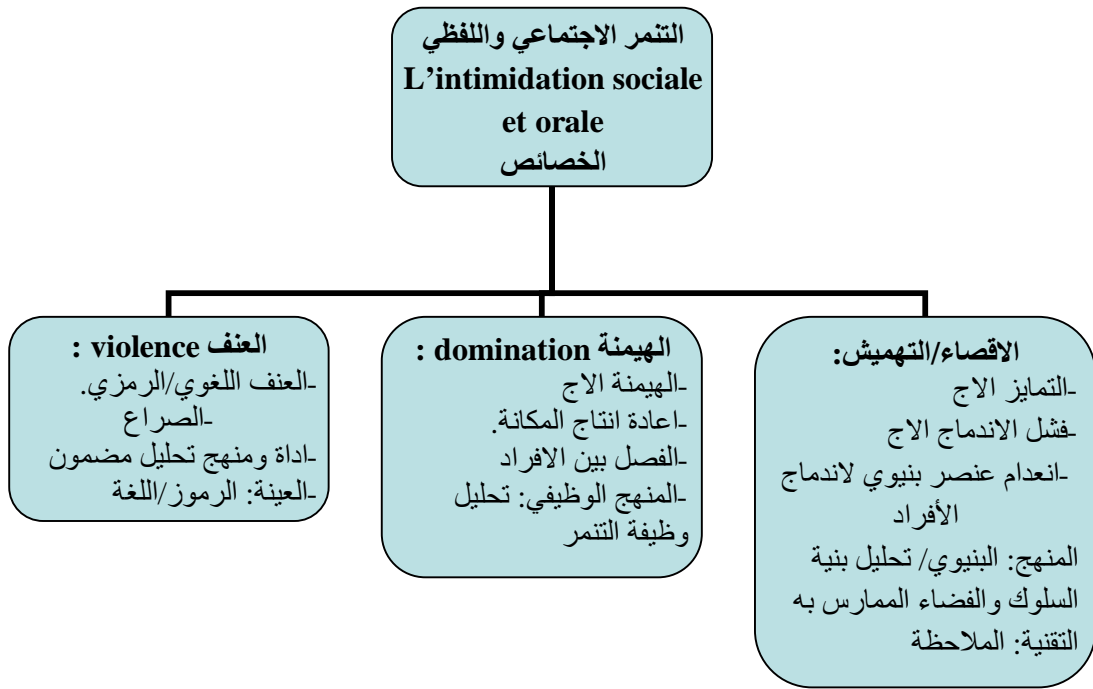 التنمر الاجتماعي واللفظي
L’intimidation sociale
et orale
الخصائص
الاقصاء/التهميش:
-التمايز الاج
-فشل الاندماج الاج
-انعدام عنصر بنيوي لاندماج
الأفراد
المنهج: البنيوي/ تحليل بنية
السلوك والفضاء الممارس به
التقنية: الملاحظة
الهيمنة domination :
-الهيمنة الاج
-اعادة انتاج المكانة.
-الفصل بين الافراد
-المنهج الوظيفي: تحليل
وظيفة التنمر
العنف violence :
-العنف اللغوي/الرمزي.
-الصراع
-اداة ومنهج تحليل مضمون
-العينة: الرموز/اللغة